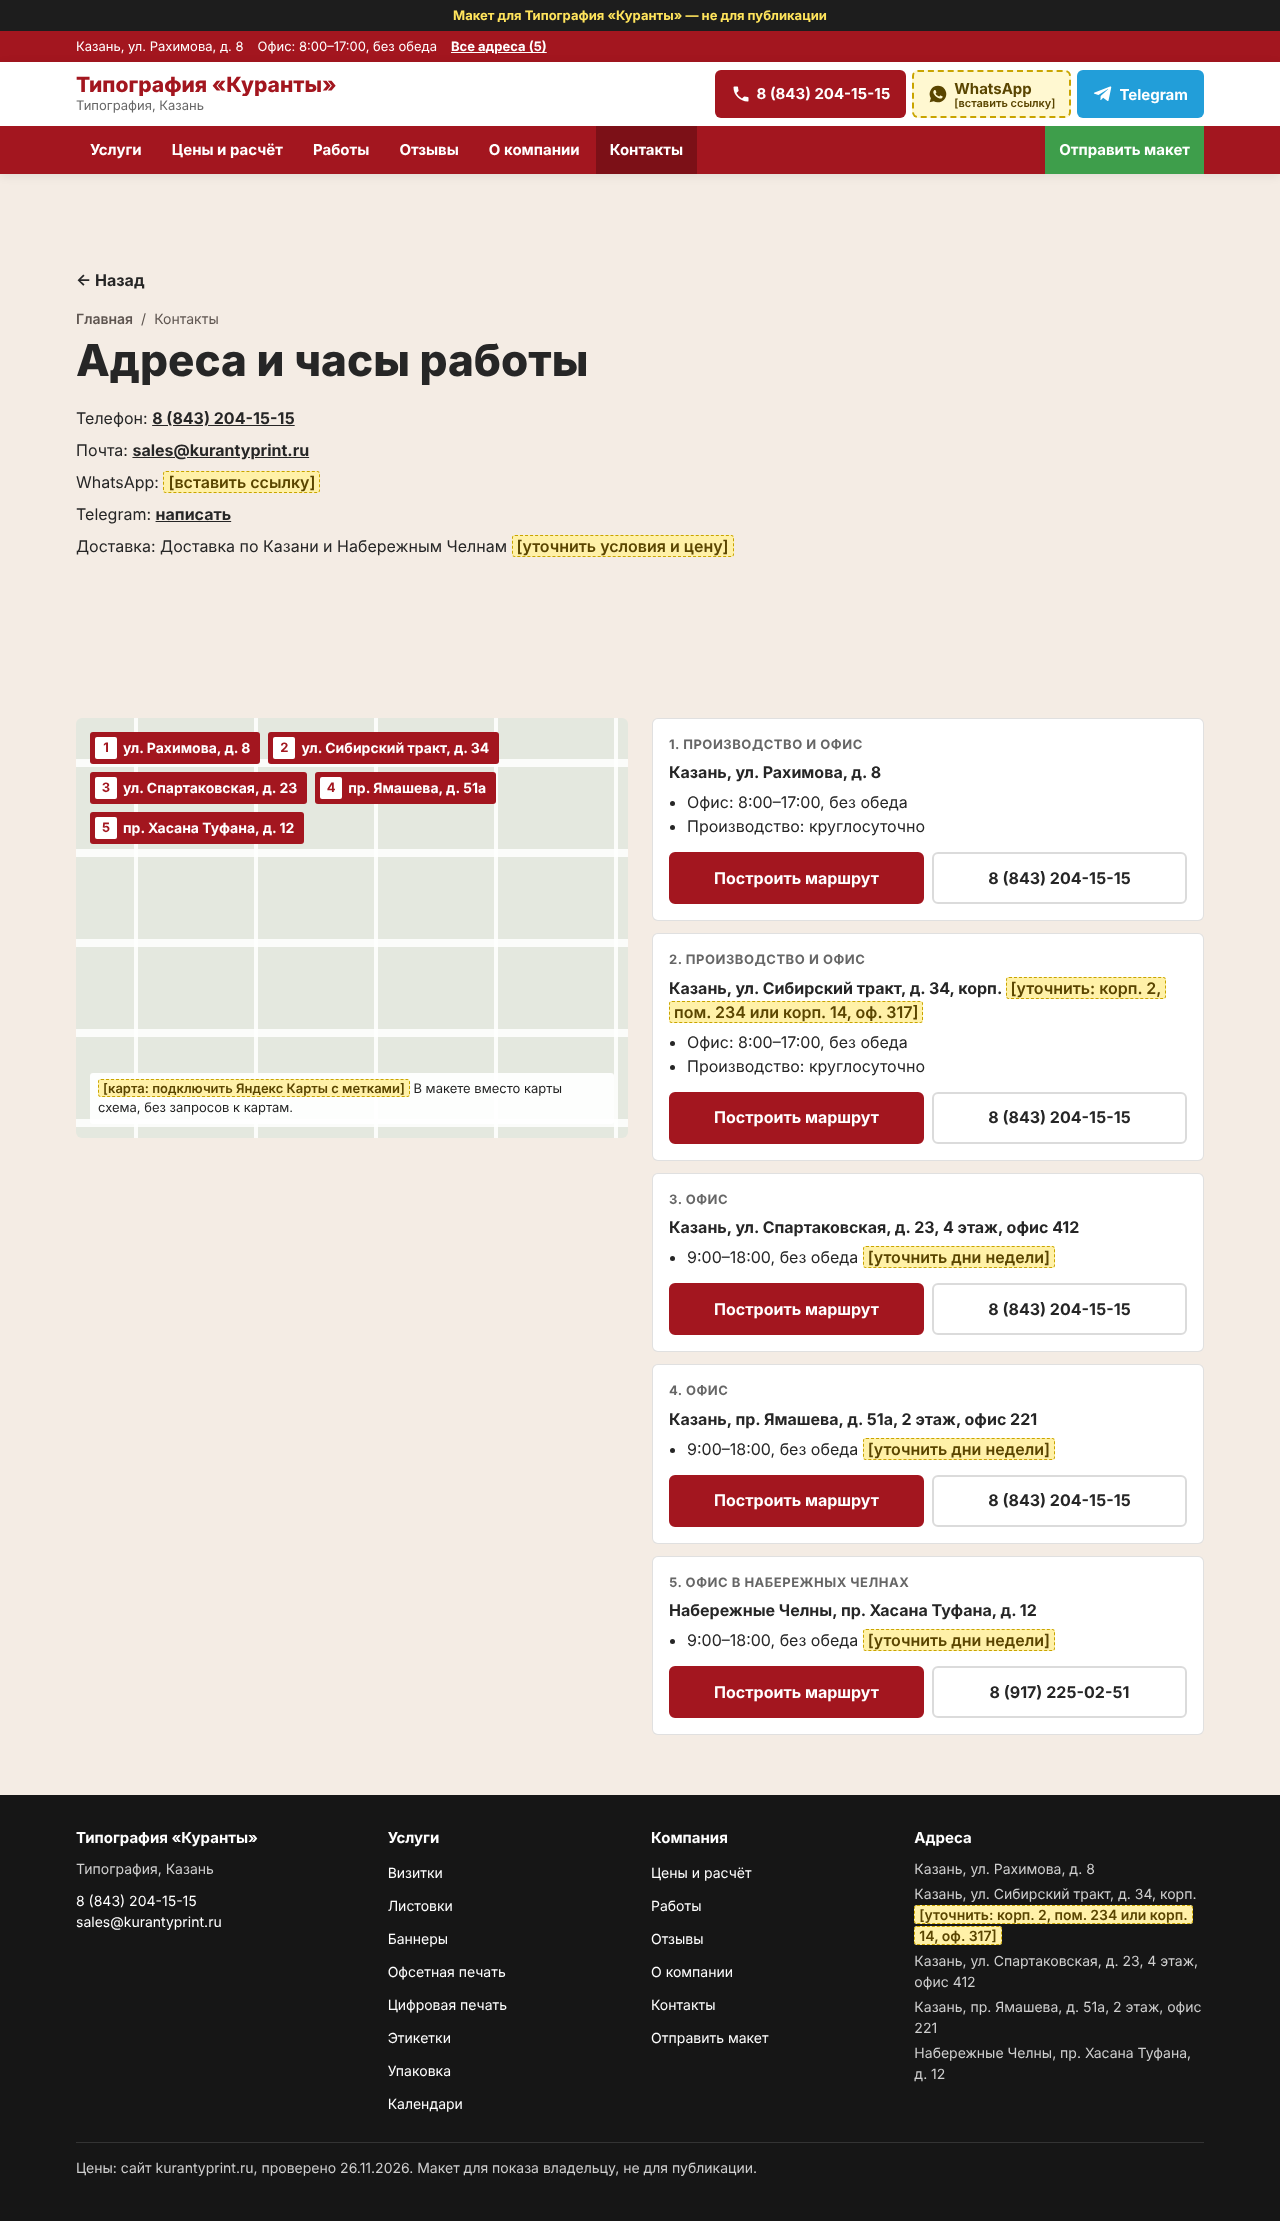 Макет для Типография «Куранты» — не для публикации
Казань, ул. Рахимова, д. 8 Офис: 8:00–17:00, без обеда Все адреса (5)
Типография «Куранты»
Типография, Казань
8 (843) 204-15-15
WhatsApp
[вставить ссылку]
Telegram
Услуги Цены и расчёт Работы Отзывы О компании Контакты Отправить макет
← Назад
Главная / Контакты
Адреса и часы работы
Телефон: 8 (843) 204-15-15
Почта: sales@kurantyprint.ru
WhatsApp: [вставить ссылку]
Telegram: написать
Доставка: Доставка по Казани и Набережным Челнам [уточнить условия и цену]
1 ул. Рахимова, д. 8 2 ул. Сибирский тракт, д. 34
3 ул. Спартаковская, д. 23 4 пр. Ямашева, д. 51а
5 пр. Хасана Туфана, д. 12
[карта: подключить Яндекс Карты с метками] В макете вместо карты
схема, без запросов к картам.
1. ПРОИЗВОДСТВО И ОФИС
Казань, ул. Рахимова, д. 8
• Офис: 8:00–17:00, без обеда
• Производство: круглосуточно
Построить маршрут 8 (843) 204-15-15
2. ПРОИЗВОДСТВО И ОФИС
Казань, ул. Сибирский тракт, д. 34, корп. [уточнить: корп. 2,
пом. 234 или корп. 14, оф. 317]
• Офис: 8:00–17:00, без обеда
• Производство: круглосуточно
Построить маршрут 8 (843) 204-15-15
3. ОФИС
Казань, ул. Спартаковская, д. 23, 4 этаж, офис 412
• 9:00–18:00, без обеда [уточнить дни недели]
Построить маршрут 8 (843) 204-15-15
4. ОФИС
Казань, пр. Ямашева, д. 51а, 2 этаж, офис 221
• 9:00–18:00, без обеда [уточнить дни недели]
Построить маршрут 8 (843) 204-15-15
5. ОФИС В НАБЕРЕЖНЫХ ЧЕЛНАХ
Набережные Челны, пр. Хасана Туфана, д. 12
• 9:00–18:00, без обеда [уточнить дни недели]
Построить маршрут 8 (917) 225-02-51
Типография «Куранты»
Типография, Казань
8 (843) 204-15-15
sales@kurantyprint.ru
Услуги
Визитки
Листовки
Баннеры
Офсетная печать
Цифровая печать
Этикетки
Упаковка
Календари
Компания
Цены и расчёт
Работы
Отзывы
О компании
Контакты
Отправить макет
Адреса
Казань, ул. Рахимова, д. 8
Казань, ул. Сибирский тракт, д. 34, корп.
[уточнить: корп. 2, пом. 234 или корп.
14, оф. 317]
Казань, ул. Спартаковская, д. 23, 4 этаж,
офис 412
Казань, пр. Ямашева, д. 51а, 2 этаж, офис
221
Набережные Челны, пр. Хасана Туфана,
д. 12
Цены: сайт kurantyprint.ru, проверено 26.11.2026. Макет для показа владельцу, не для публикации.